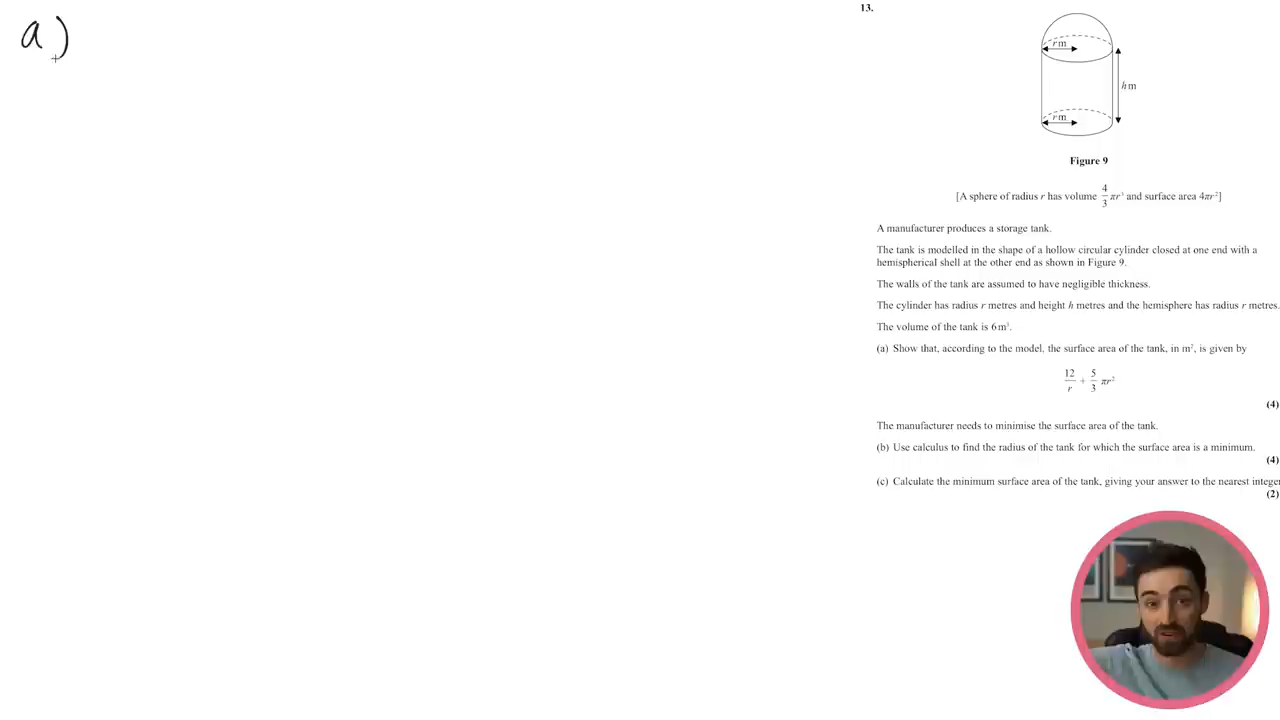 a)
13.
r m
h m
r m
Figure 9
[A sphere of radius r has volume 4/3 πr³ and surface area 4πr²]
A manufacturer produces a storage tank.
The tank is modelled in the shape of a hollow circular cylinder closed at one end with a
hemispherical shell at the other end as shown in Figure 9.
The walls of the tank are assumed to have negligible thickness.
The cylinder has radius r metres and height h metres and the hemisphere has radius r metres.
The volume of the tank is 6 m³.
(a) Show that, according to the model, the surface area of the tank, in m², is given by
12/r + 5/3 πr²
(4)
The manufacturer needs to minimise the surface area of the tank.
(b) Use calculus to find the radius of the tank for which the surface area is a minimum.
(4)
(c) Calculate the minimum surface area of the tank, giving your answer to the nearest integer
(2)